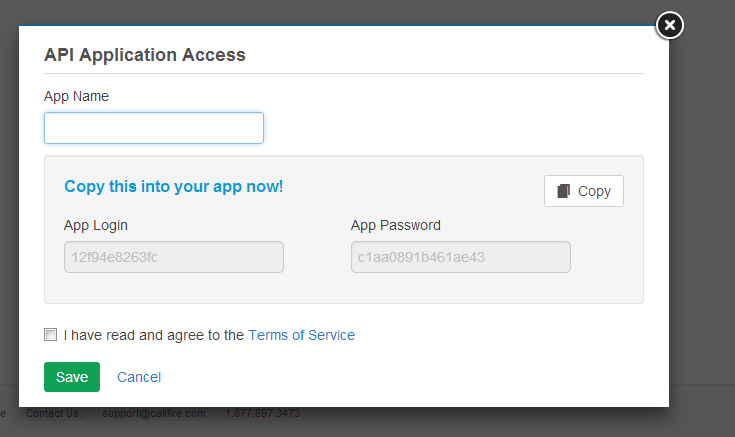 API Application Access
App Name
Copy this into your app now!
Copy
App Login
App Password
12f94e8263fc
c1aa0891b461ae43
I have read and agree to the Terms of Service
Save
Cancel
e Contact Us: support@callfire.com 1.877.897.3473